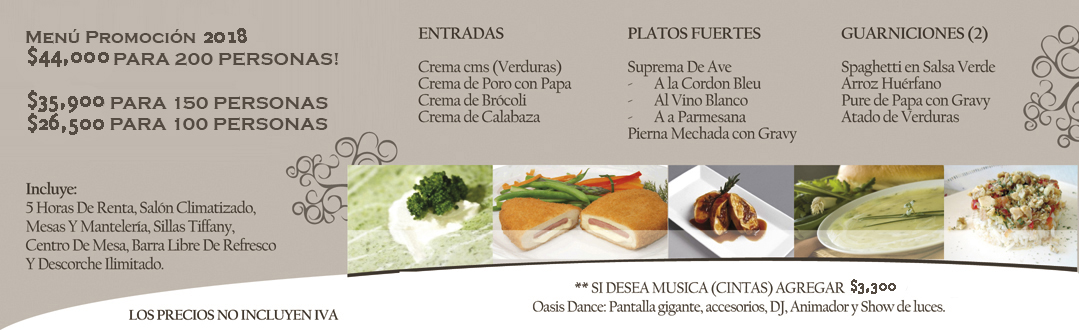 Menú Promoción 2018
$44,000 PARA 200 PERSONAS!
$35,900 PARA 150 PERSONAS
$26,500 PARA 100 PERSONAS
Incluye:
5 Horas De Renta, Salón Climatizado,
Mesas Y Mantelería, Sillas Tiffany,
Centro De Mesa, Barra Libre De Refresco
Y Descorche Ilimitado.
LOS PRECIOS NO INCLUYEN IVA
ENTRADAS
Crema cms (Verduras)
Crema de Poro con Papa
Crema de Brócoli
Crema de Calabaza
PLATOS FUERTES
Suprema De Ave
- A la Cordon Bleu
- Al Vino Blanco
- A a Parmesana
Pierna Mechada con Gravy
GUARNICIONES (2)
Spaghetti en Salsa Verde
Arroz Huérfano
Pure de Papa con Gravy
Atado de Verduras
** SI DESEA MUSICA (CINTAS) AGREGAR $3,300
Oasis Dance: Pantalla gigante, accesorios, DJ, Animador y Show de luces.